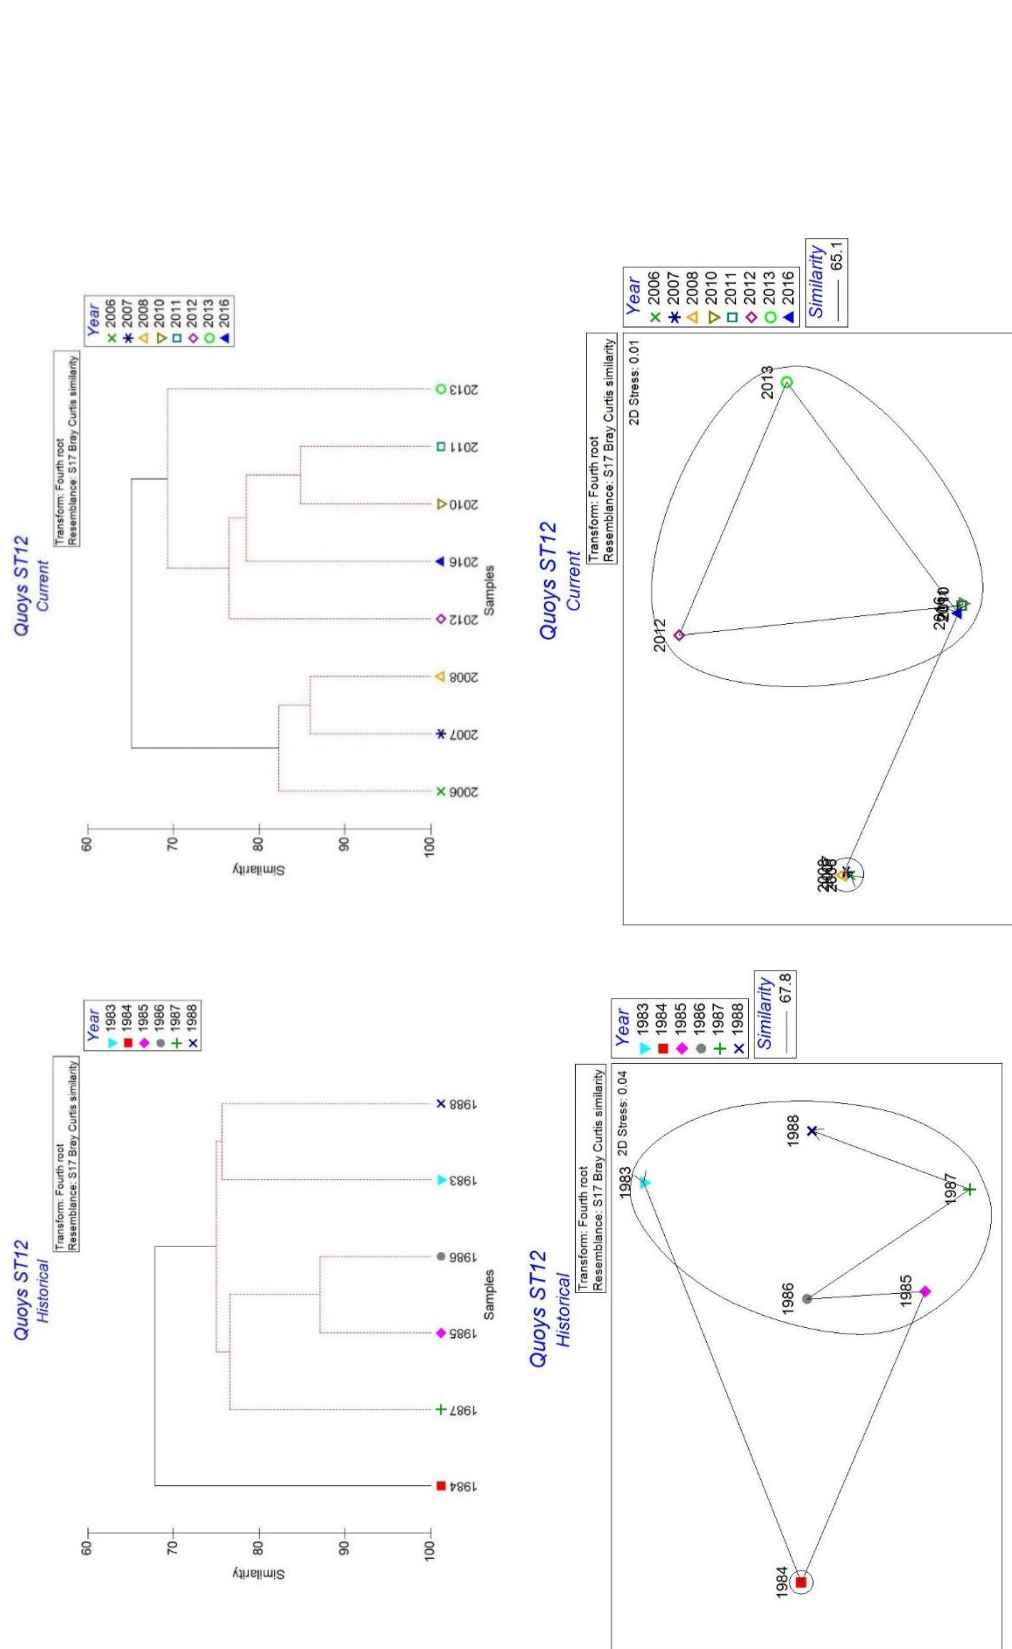 Quoys ST12
Historical
Transform: Fourth root
Resemblance: S17 Bray Curtis similarity
Year
1983
1984
1985
1986
1987
1988
Similarity
60
70
80
90
100
1984
1987
1985
1986
1983
1988
Samples
Quoys ST12
Current
Transform: Fourth root
Resemblance: S17 Bray Curtis similarity
Year
2006
2007
2008
2010
2011
2012
2013
2016
Similarity
60
70
80
90
100
2006
2007
2008
2012
2016
2010
2011
2013
Samples
Quoys ST12
Historical
Transform: Fourth root
Resemblance: S17 Bray Curtis similarity
2D Stress: 0.04
Year
1983
1984
1985
1986
1987
1988
Similarity
67.8
1983
1984
1985
1986
1987
1988
Quoys ST12
Current
Transform: Fourth root
Resemblance: S17 Bray Curtis similarity
2D Stress: 0.01
Year
2006
2007
2008
2010
2011
2012
2013
2016
Similarity
65.1
2012
2013